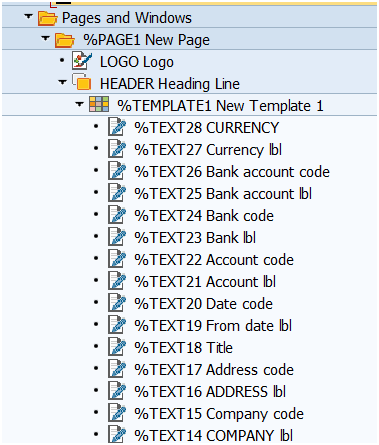 Pages and Windows
%PAGE1 New Page
LOGO Logo
HEADER Heading Line
%TEMPLATE1 New Template 1
%TEXT28 CURRENCY
%TEXT27 Currency lbl
%TEXT26 Bank account code
%TEXT25 Bank account lbl
%TEXT24 Bank code
%TEXT23 Bank lbl
%TEXT22 Account code
%TEXT21 Account lbl
%TEXT20 Date code
%TEXT19 From date lbl
%TEXT18 Title
%TEXT17 Address code
%TEXT16 ADDRESS lbl
%TEXT15 Company code
%TEXT14 COMPANY lbl